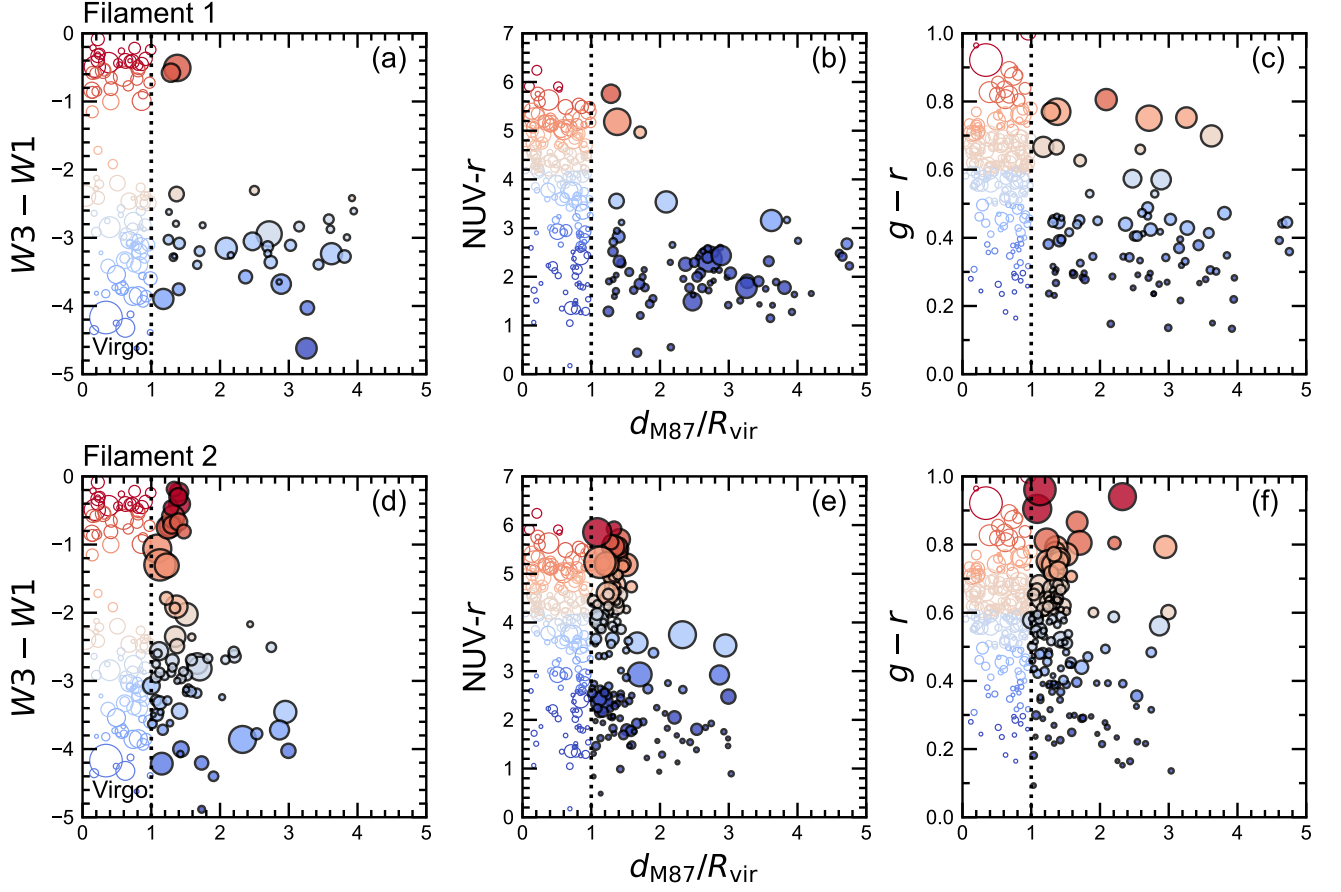 Filament 1
0
−1
−2
−3
−4
−5
W3 − W1
(a)
Virgo
0 1 2 3 4 5
7
6
5
4
3
2
1
0
NUV-r
(b)
0 1 2 3 4 5
d_M87/R_vir
1.0
0.8
0.6
0.4
0.2
0.0
g − r
(c)
0 1 2 3 4 5
Filament 2
0
−1
−2
−3
−4
−5
W3 − W1
(d)
Virgo
0 1 2 3 4 5
7
6
5
4
3
2
1
0
NUV-r
(e)
0 1 2 3 4 5
d_M87/R_vir
1.0
0.8
0.6
0.4
0.2
0.0
g − r
(f)
0 1 2 3 4 5